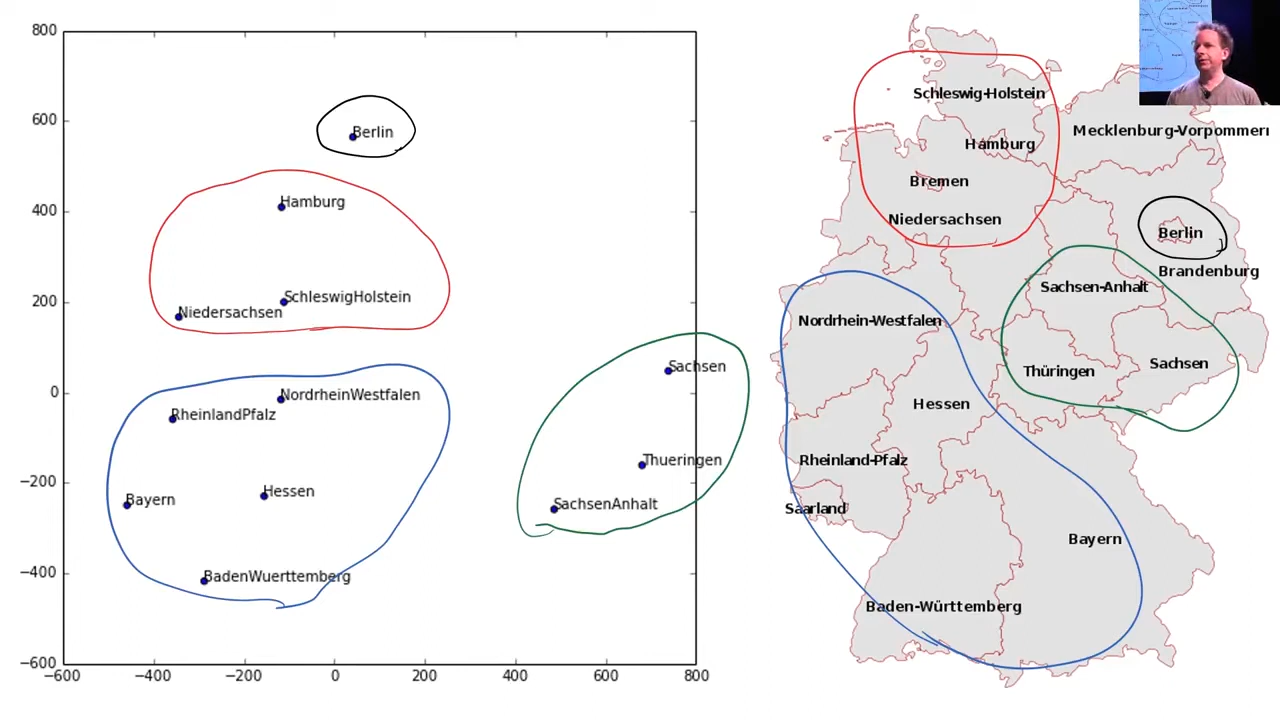 800
600
400
200
0
−200
−400
−600
−600
−400
−200
0
200
400
600
800
Berlin
Hamburg
SchleswigHolstein
Niedersachsen
Sachsen
NordrheinWestfalen
RheinlandPfalz
Thueringen
Hessen
Bayern
SachsenAnhalt
BadenWuerttemberg
Schleswig-Holstein
Mecklenburg-Vorpommern
Hamburg
Bremen
Niedersachsen
Berlin
Brandenburg
Sachsen-Anhalt
Nordrhein-Westfalen
Sachsen
Thüringen
Hessen
Rheinland-Pfalz
Saarland
Bayern
Baden-Württemberg